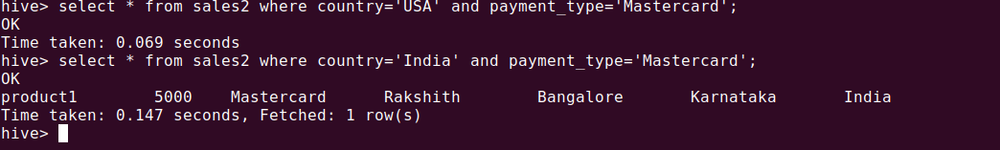 hive> select * from sales2 where country='USA' and payment_type='Mastercard';
OK
Time taken: 0.069 seconds
hive> select * from sales2 where country='India' and payment_type='Mastercard';
OK
product1        5000    Mastercard      Rakshith        Bangalore       Karnataka       India
Time taken: 0.147 seconds, Fetched: 1 row(s)
hive>